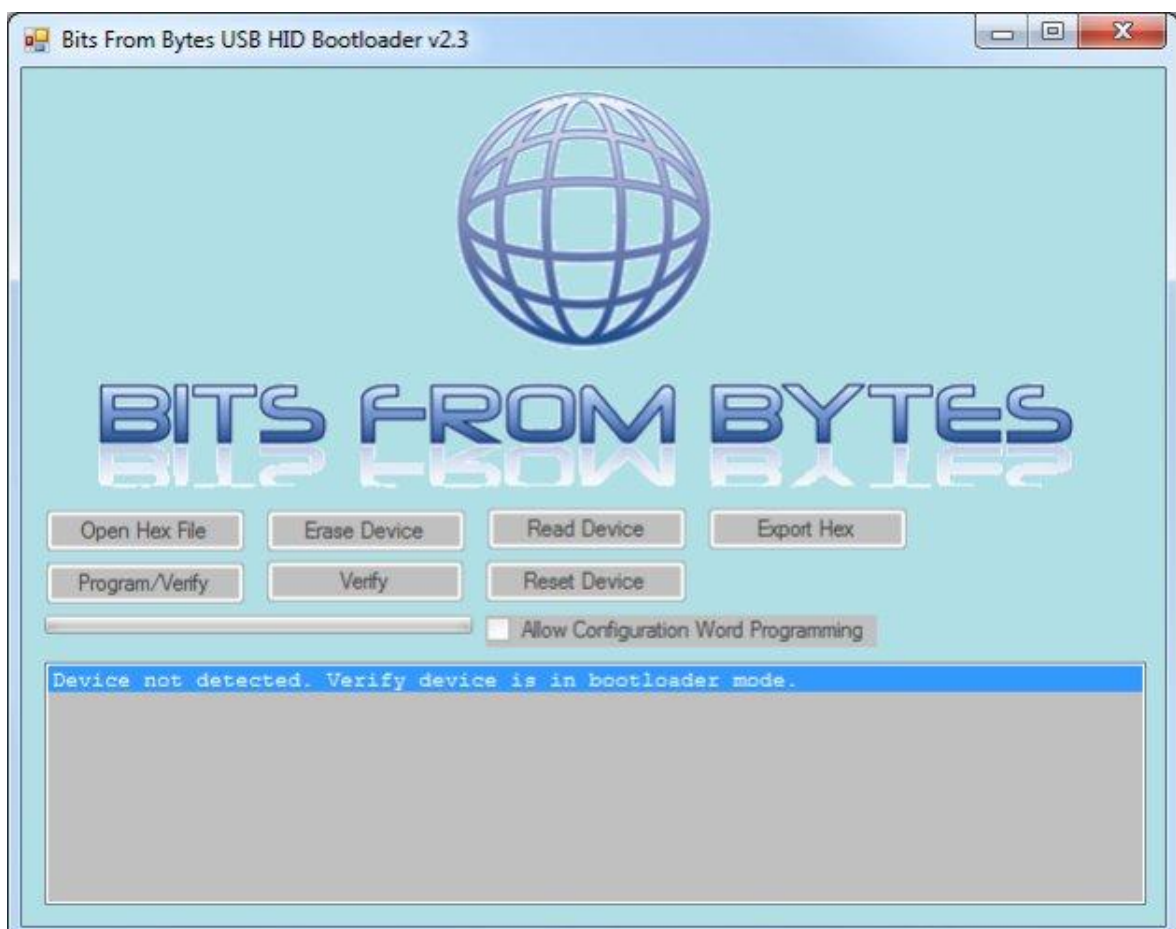 Bits From Bytes USB HID Bootloader v2.3
BITS FROM BYTES
Open Hex File Erase Device Read Device Export Hex
Program/Verify Verify Reset Device
Allow Configuration Word Programming
Device not detected. Verify device is in bootloader mode.